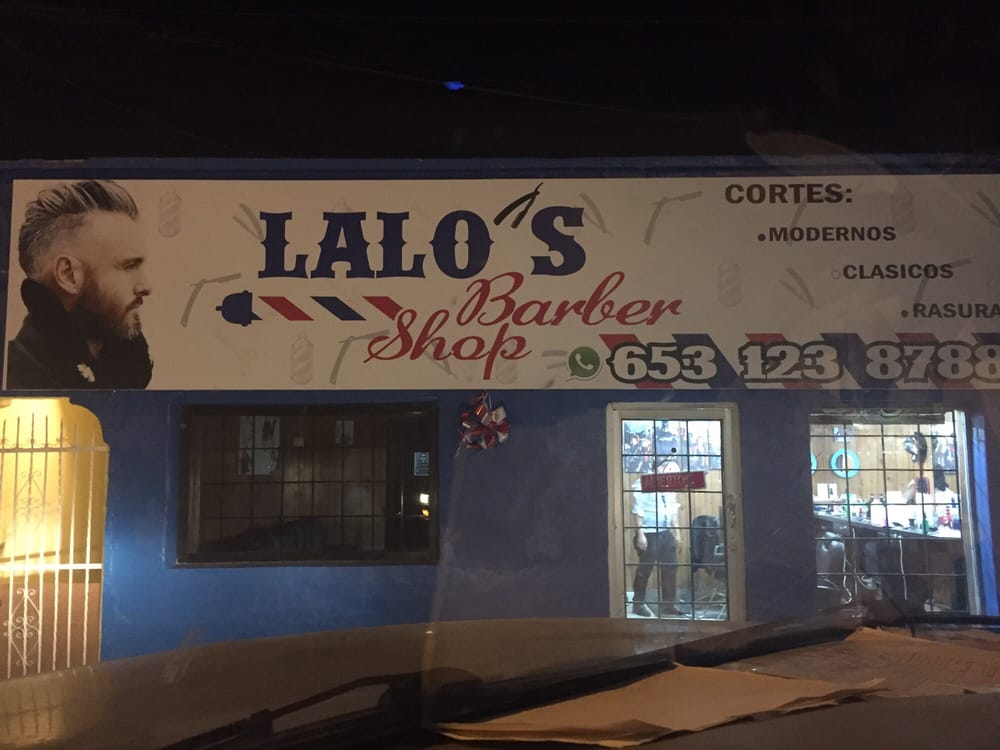 LALO'S
Barber
Shop
CORTES:
•MODERNOS
○CLASICOS
•RASURA
653 123 8788
ABIERTO